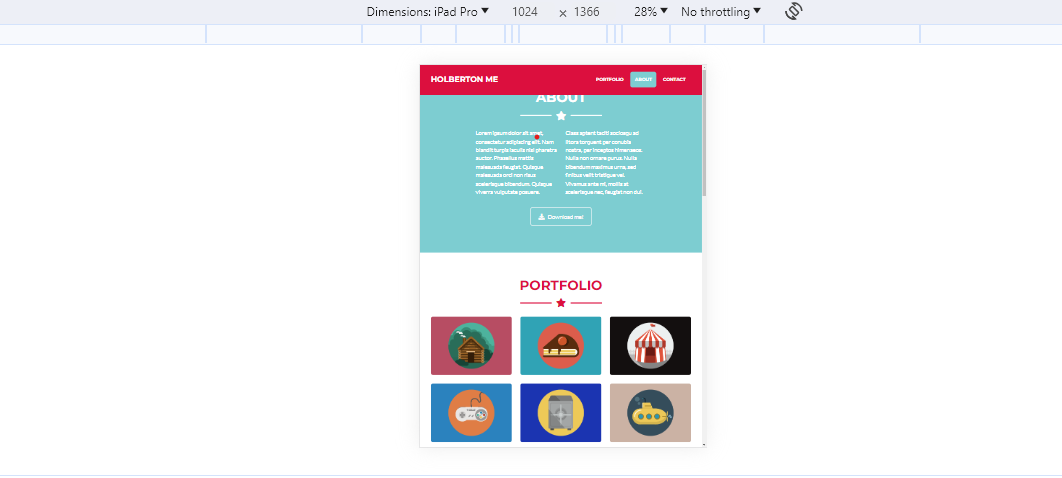 Dimensions: iPad Pro 1024 × 1366 28% No throttling
HOLBERTON ME PORTFOLIO ABOUT CONTACT
ABOUT
Lorem ipsum dolor sit amet,
consectetur adipiscing elit. Nam
blandit turpis iaculis nisl pharetra
auctor. Phasellus mattis
malesuada feugiat. Quisque
malesuada orci non risus
scelerisque bibendum. Quisque
viverra vulputate posuere.
Class aptent taciti sociosqu ad
litora torquent per conubia
nostra, per inceptos himenaeos.
Nulla non ornare purus. Nulla
bibendum maximus urna, sed
finibus velit tristique vel.
Vivamus ante mi, mollis at
scelerisque nec, feugiat non dui.
Download me!
PORTFOLIO